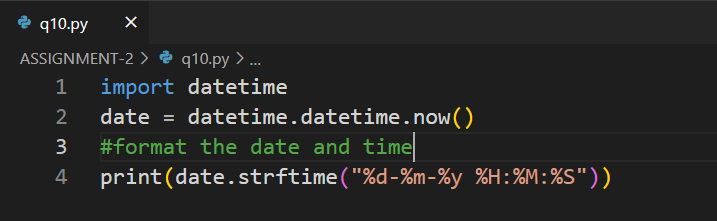 q10.py ×
ASSIGNMENT-2 > q10.py > ...
1 import datetime
2 date = datetime.datetime.now()
3 #format the date and time
4 print(date.strftime("%d-%m-%y %H:%M:%S"))